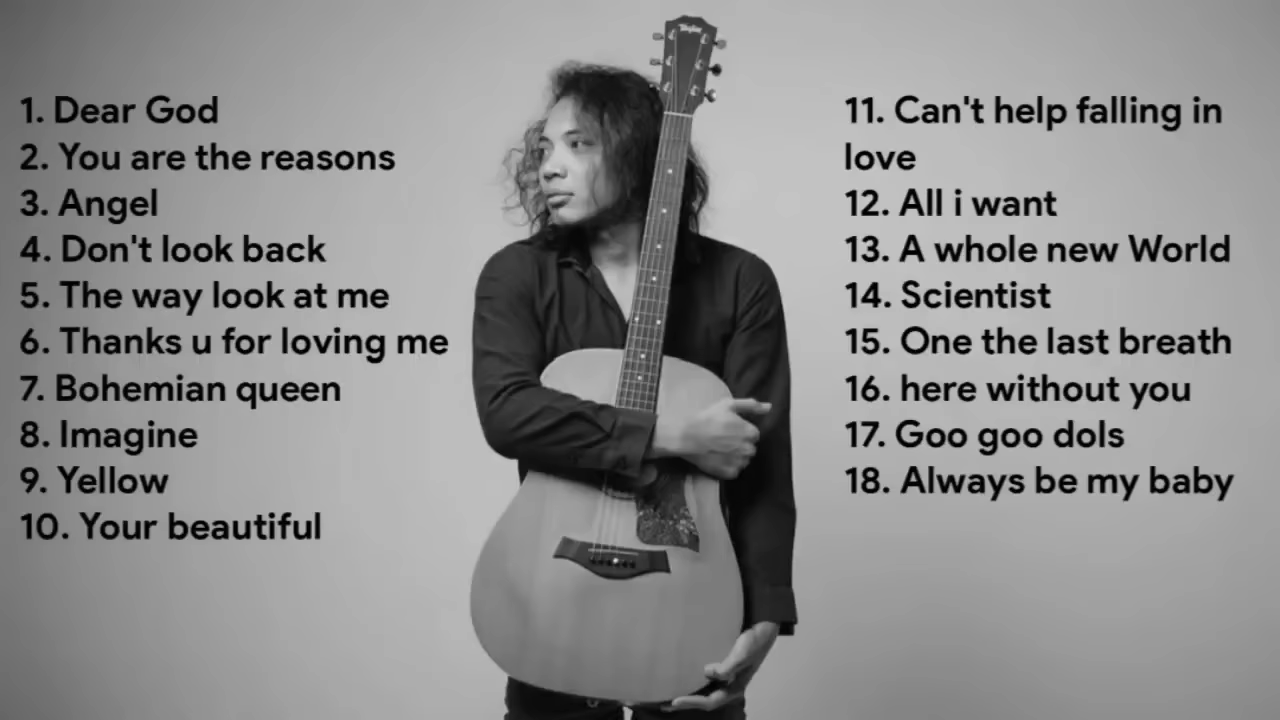 1. Dear God
2. You are the reasons
3. Angel
4. Don't look back
5. The way look at me
6. Thanks u for loving me
7. Bohemian queen
8. Imagine
9. Yellow
10. Your beautiful
11. Can't help falling in
love
12. All i want
13. A whole new World
14. Scientist
15. One the last breath
16. here without you
17. Goo goo dols
18. Always be my baby
Taylor